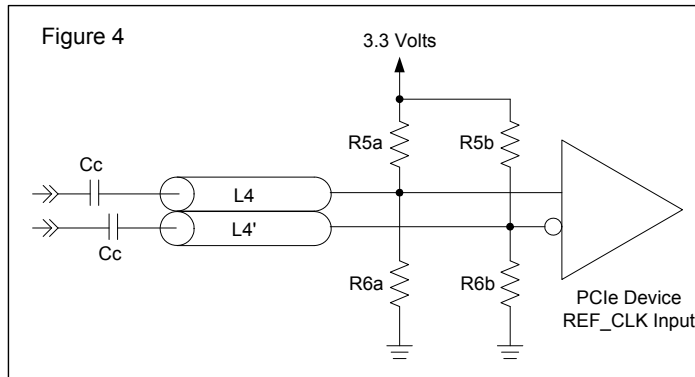 Figure 4
3.3 Volts
R5a
R5b
Cc
L4
L4'
Cc
R6a
R6b
PCIe Device
REF_CLK Input